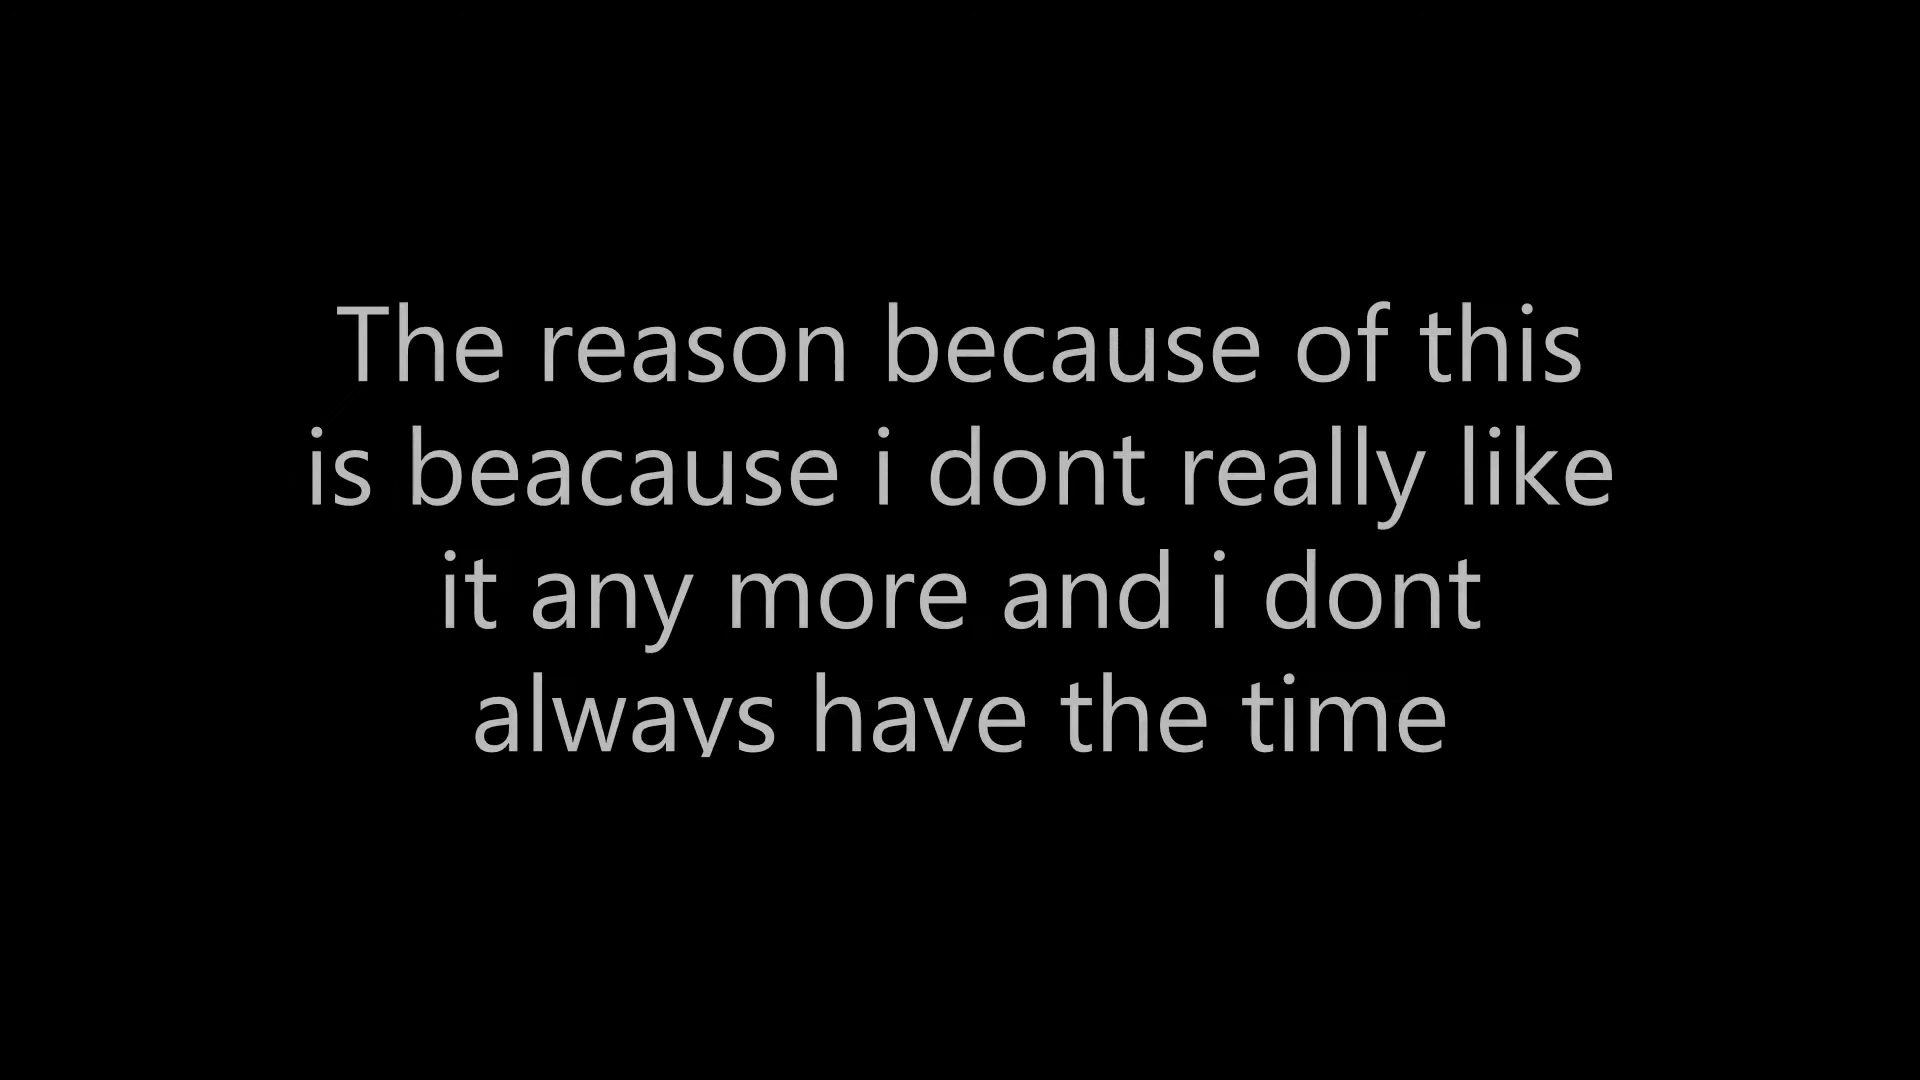 The reason because of this
is beacause i dont really like
it any more and i dont
always have the time